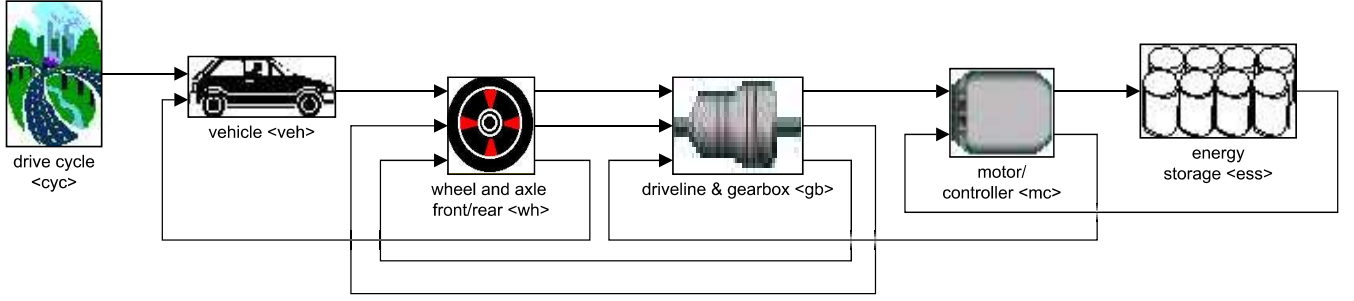 drive cycle
<cyc>
vehicle <veh>
wheel and axle
front/rear <wh>
driveline & gearbox <gb>
motor/
controller <mc>
energy
storage <ess>